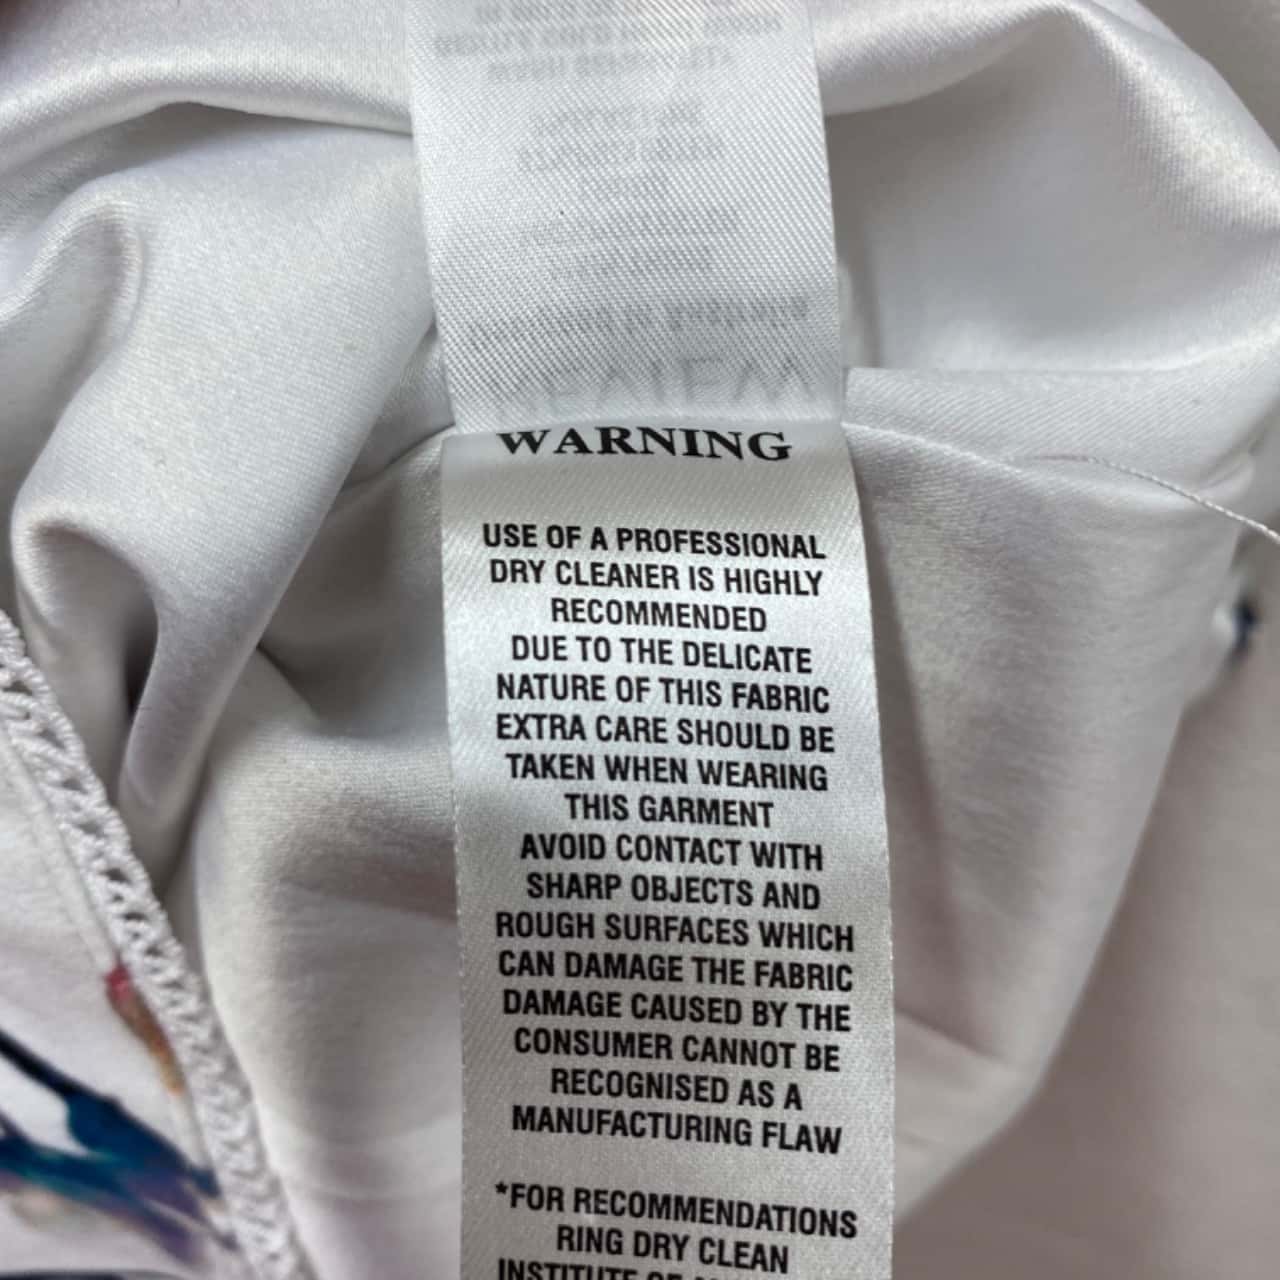 WARNING
USE OF A PROFESSIONAL
DRY CLEANER IS HIGHLY
RECOMMENDED
DUE TO THE DELICATE
NATURE OF THIS FABRIC
EXTRA CARE SHOULD BE
TAKEN WHEN WEARING
THIS GARMENT
AVOID CONTACT WITH
SHARP OBJECTS AND
ROUGH SURFACES WHICH
CAN DAMAGE THE FABRIC
DAMAGE CAUSED BY THE
CONSUMER CANNOT BE
RECOGNISED AS A
MANUFACTURING FLAW
*FOR RECOMMENDATIONS
RING DRY CLEAN
INSTITUTE OF